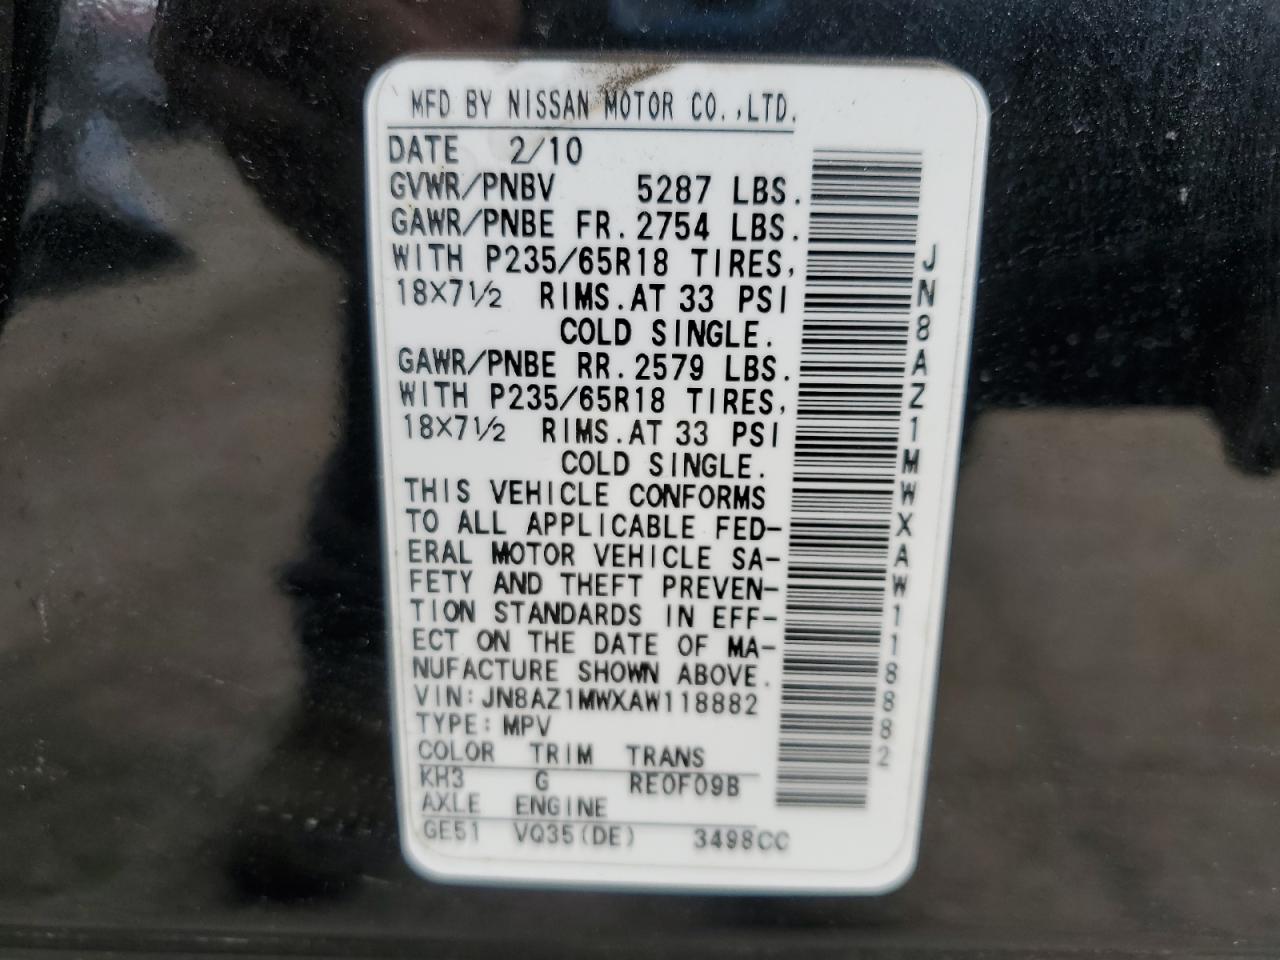 MFD BY NISSAN MOTOR CO.,LTD.
DATE 2/10
GVWR/PNBV 5287 LBS.
GAWR/PNBE FR.2754 LBS.
WITH P235/65R18 TIRES,
18X7½ RIMS.AT 33 PSI
COLD SINGLE.
GAWR/PNBE RR.2579 LBS.
WITH P235/65R18 TIRES,
18X7½ RIMS.AT 33 PSI
COLD SINGLE.
THIS VEHICLE CONFORMS
TO ALL APPLICABLE FED-
ERAL MOTOR VEHICLE SA-
FETY AND THEFT PREVEN-
TION STANDARDS IN EFF-
ECT ON THE DATE OF MA-
NUFACTURE SHOWN ABOVE.
VIN:JN8AZ1MWXAW118882
TYPE:MPV
COLOR TRIM TRANS
KH3 G RE0F09B
AXLE ENGINE
GE51 VQ35(DE) 3498CC
JN8AZ1MWXAW118882